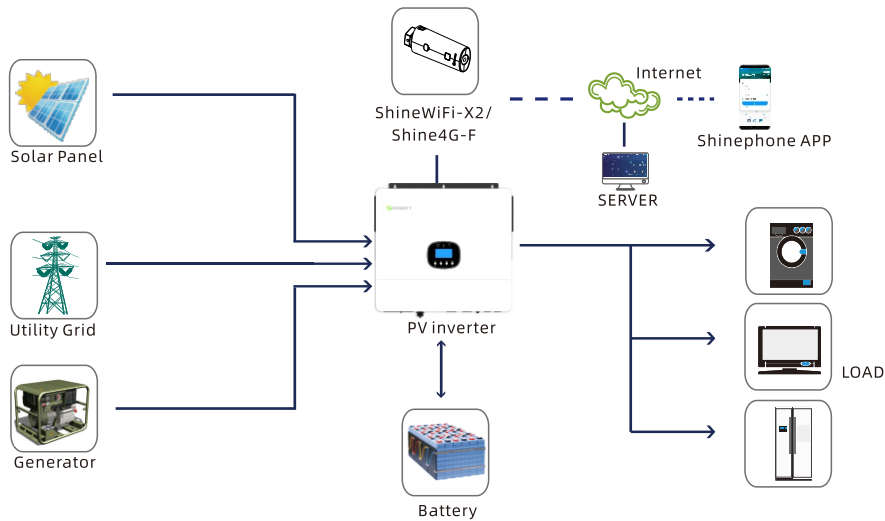 Solar Panel
ShineWiFi-X2/
Shine4G-F
Internet
Shinephone APP
SERVER
Utility Grid
PV inverter
LOAD
Generator
Battery